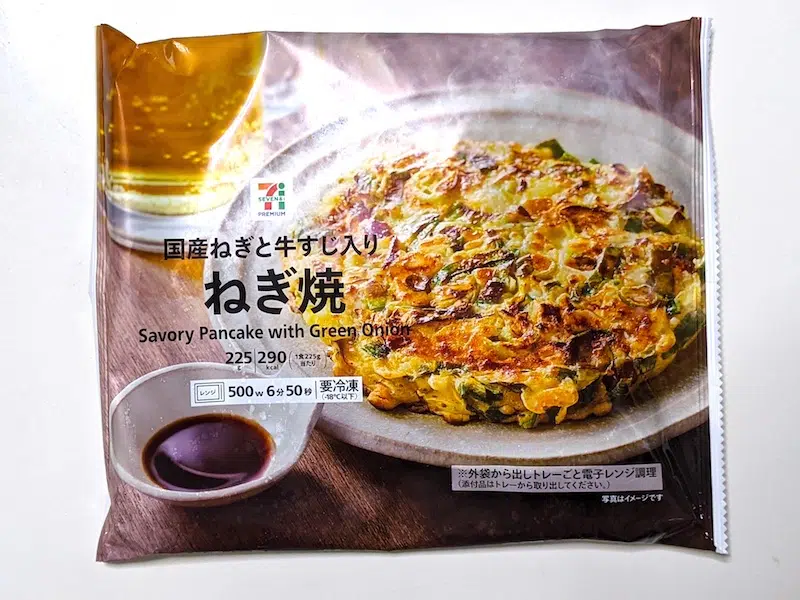 SEVEN&i
PREMIUM
国産ねぎと牛すじ入り
ねぎ焼
Savory Pancake with Green Onion
225g 290kcal 1食225g当たり
レンジ 500W 6分50秒 要冷凍(-18℃以下)
※外袋から出しトレーごと電子レンジ調理
(添付品はトレーから取り出してください。)
写真はイメージです